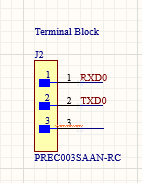 Terminal Block
J2
1 1 RXD0
2 2 TXD0
3 3
PREC003SAAN-RC